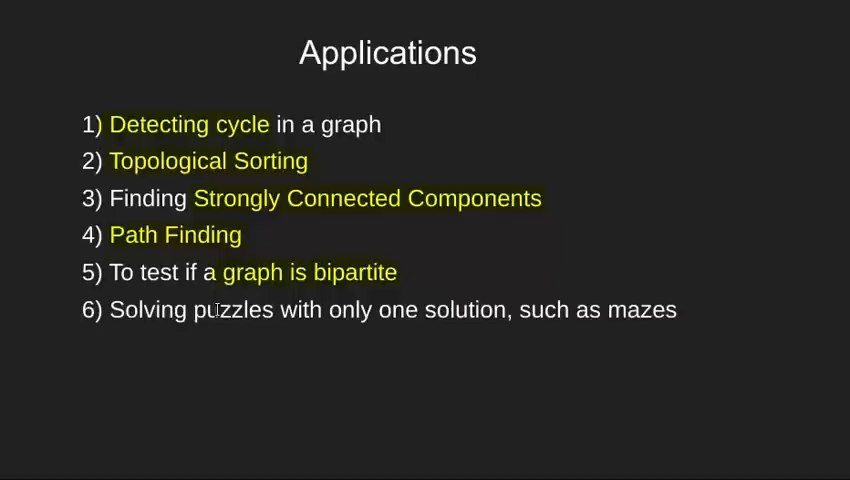 Applications
1) Detecting cycle in a graph
2) Topological Sorting
3) Finding Strongly Connected Components
4) Path Finding
5) To test if a graph is bipartite
6) Solving puzzles with only one solution, such as mazes